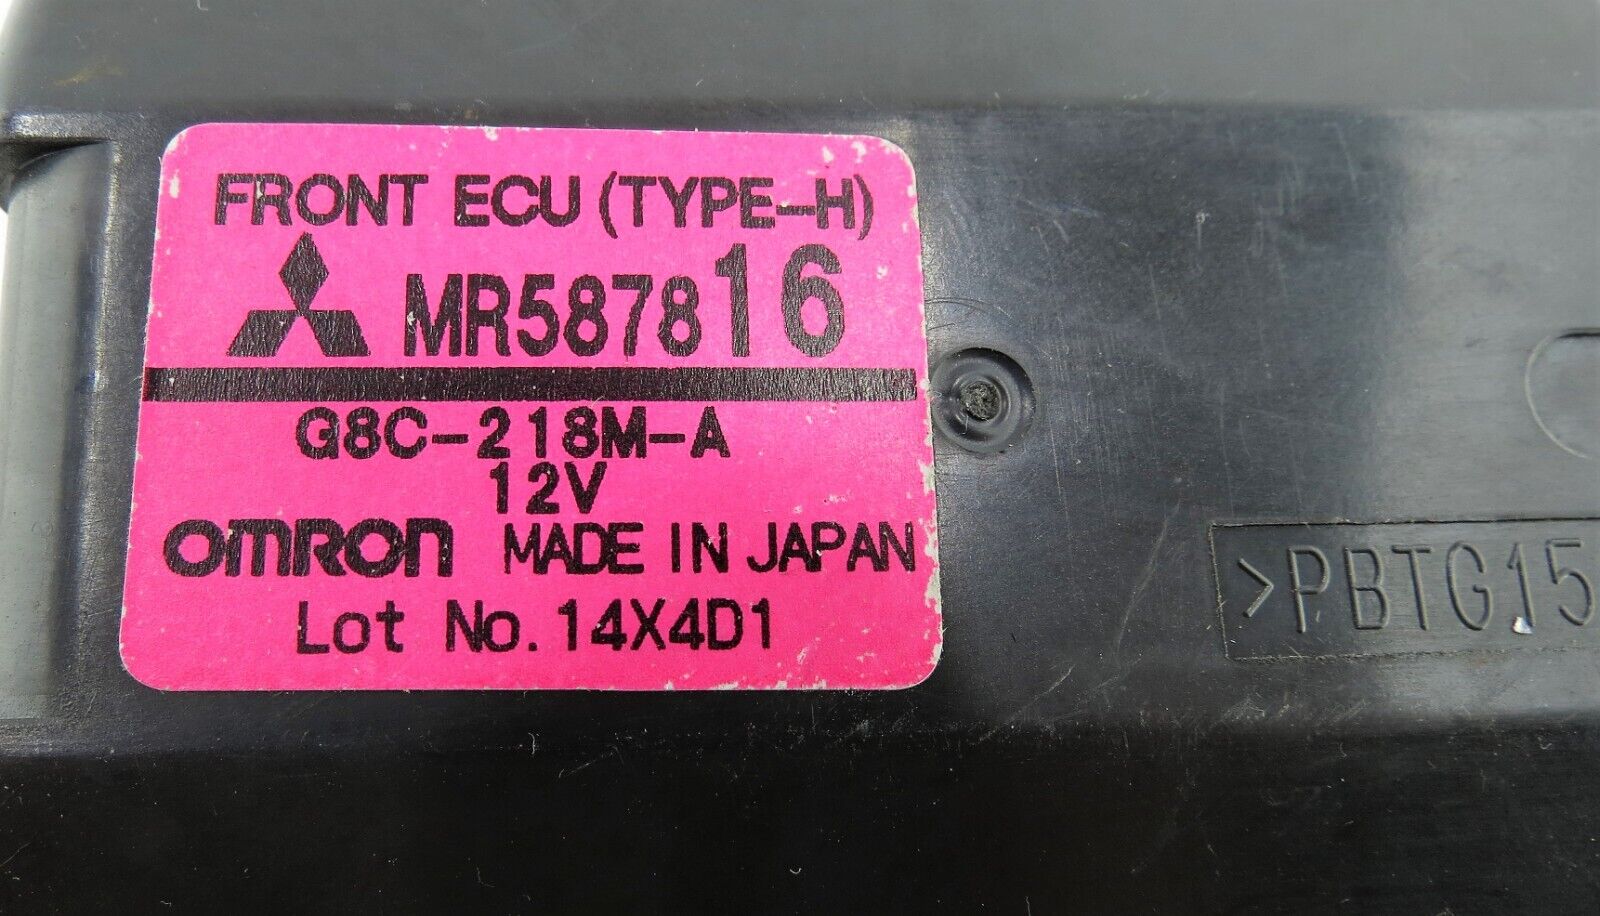 FRONT ECU (TYPE-H)
MR587816
G8C-218M-A
12V
OMRON MADE IN JAPAN
Lot No. 14X4D1
>PBTG15